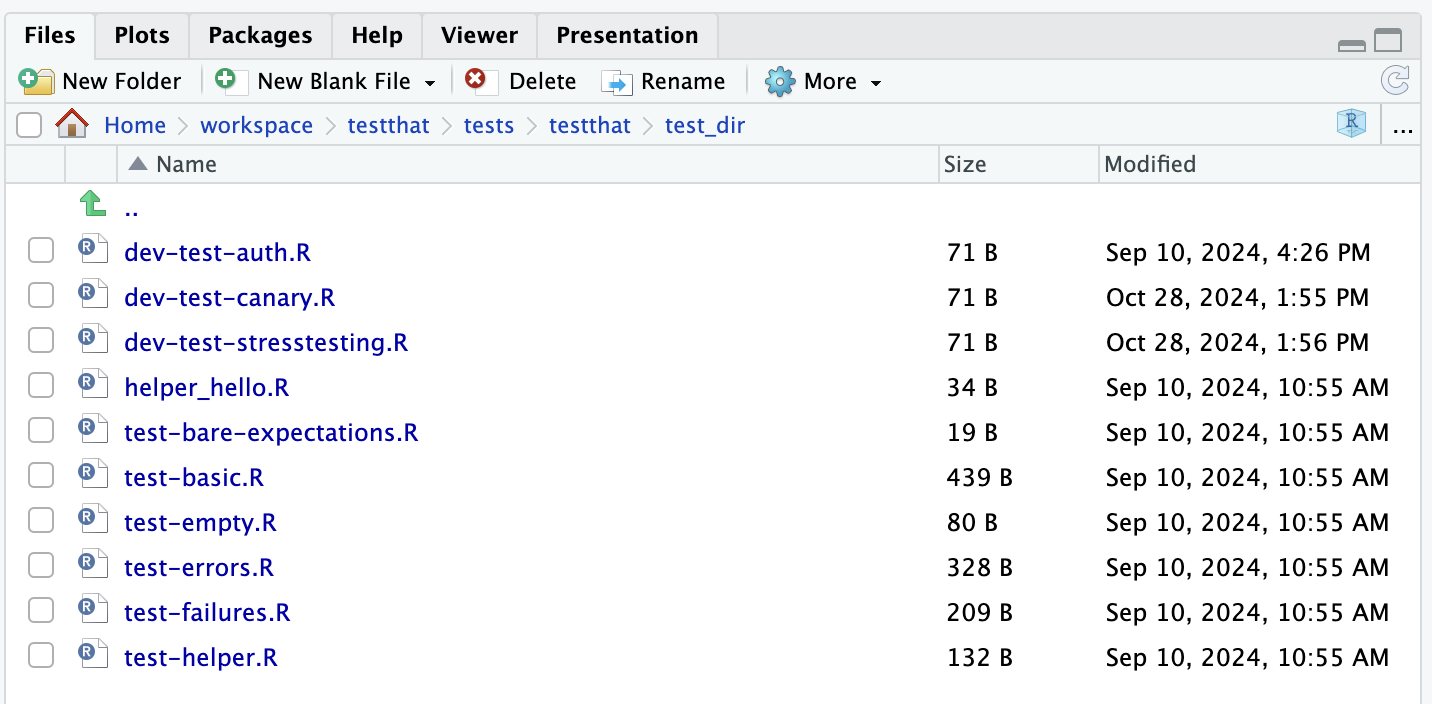 Files Plots Packages Help Viewer Presentation
New Folder New Blank File Delete Rename More
Home workspace testthat tests testthat test_dir R ...
Name Size Modified
..
R dev-test-auth.R 71 B Sep 10, 2024, 4:26 PM
R dev-test-canary.R 71 B Oct 28, 2024, 1:55 PM
R dev-test-stresstesting.R 71 B Oct 28, 2024, 1:56 PM
R helper_hello.R 34 B Sep 10, 2024, 10:55 AM
R test-bare-expectations.R 19 B Sep 10, 2024, 10:55 AM
R test-basic.R 439 B Sep 10, 2024, 10:55 AM
R test-empty.R 80 B Sep 10, 2024, 10:55 AM
R test-errors.R 328 B Sep 10, 2024, 10:55 AM
R test-failures.R 209 B Sep 10, 2024, 10:55 AM
R test-helper.R 132 B Sep 10, 2024, 10:55 AM